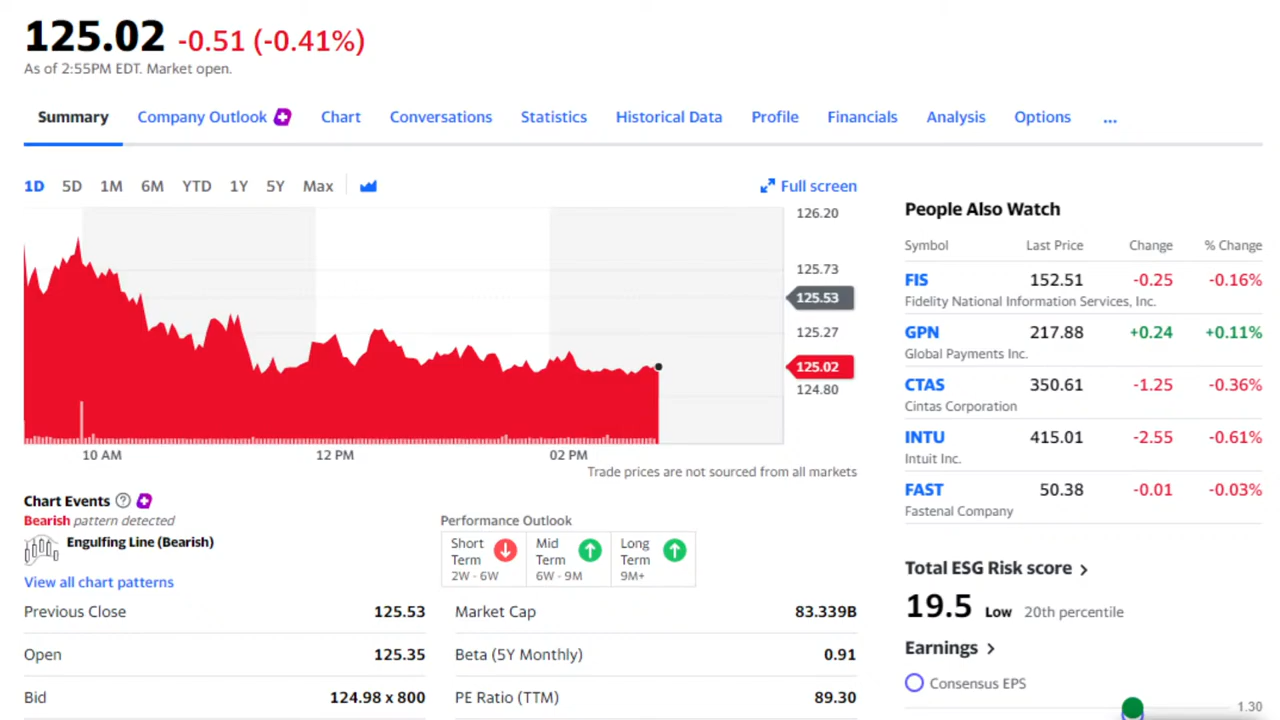 125.02 -0.51 (-0.41%)
As of 2:55PM EDT. Market open.
Summary Company Outlook Chart Conversations Statistics Historical Data Profile Financials Analysis Options ...
1D 5D 1M 6M YTD 1Y 5Y Max Full screen
126.20
125.73
125.53
125.27
125.02
124.80
10 AM 12 PM 02 PM
Trade prices are not sourced from all markets
Chart Events ?
Bearish pattern detected
Engulfing Line (Bearish)
View all chart patterns
Performance Outlook
Short Term 2W - 6W
Mid Term 6W - 9M
Long Term 9M+
Previous Close 125.53
Open 125.35
Bid 124.98 x 800
Market Cap 83.339B
Beta (5Y Monthly) 0.91
PE Ratio (TTM) 89.30
People Also Watch
Symbol Last Price Change % Change
FIS 152.51 -0.25 -0.16%
Fidelity National Information Services, Inc.
GPN 217.88 +0.24 +0.11%
Global Payments Inc.
CTAS 350.61 -1.25 -0.36%
Cintas Corporation
INTU 415.01 -2.55 -0.61%
Intuit Inc.
FAST 50.38 -0.01 -0.03%
Fastenal Company
Total ESG Risk score >
19.5 Low 20th percentile
Earnings >
Consensus EPS
1.30